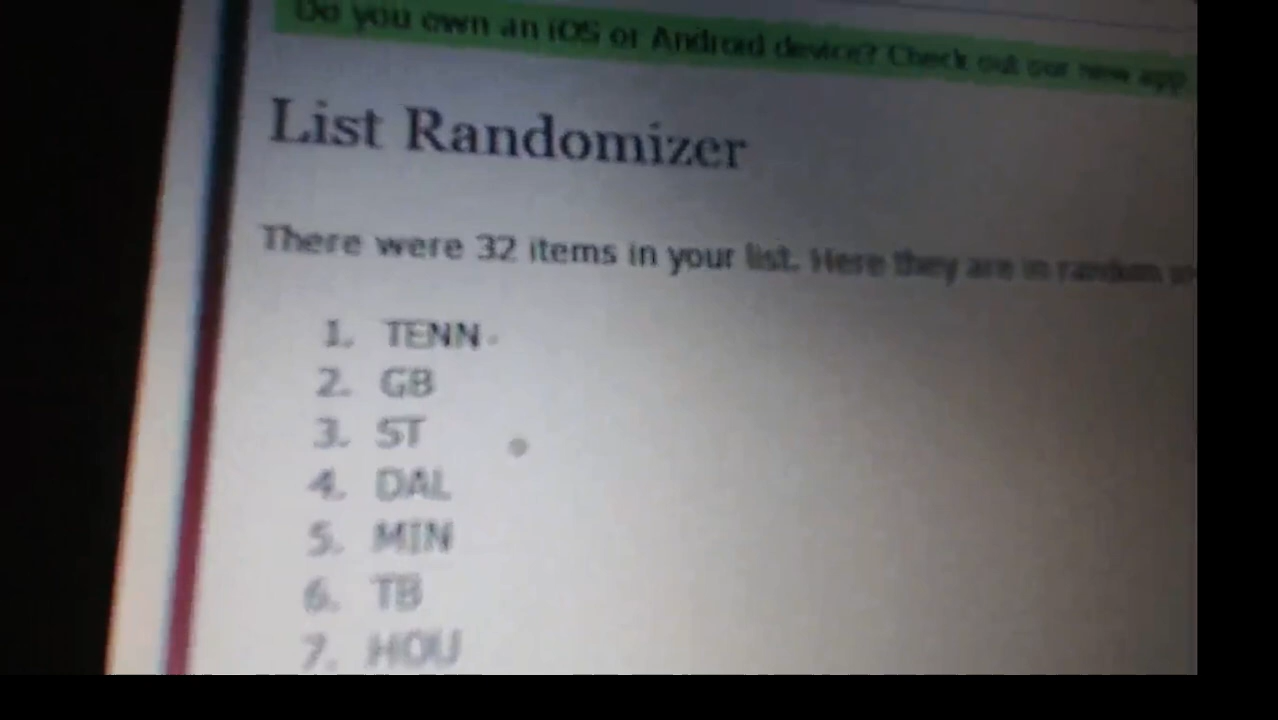 Do you own an iOS or Android device? Check out our new app
List Randomizer
There were 32 items in your list. Here they are in random
1. TENN
2. GB
3. ST
4. DAL
5. MIN
6. TB
7. HOU